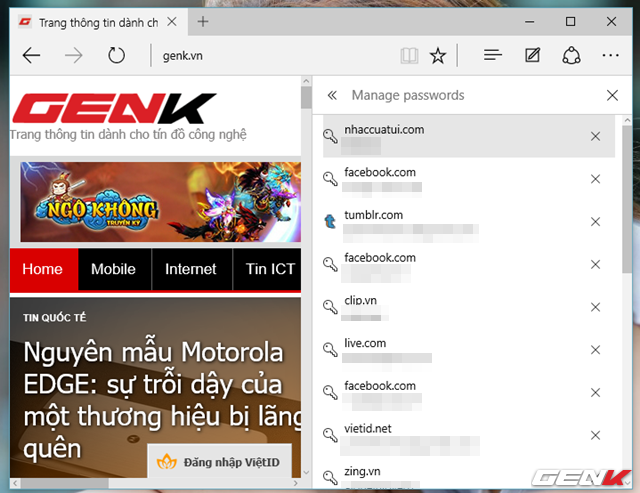 Trang thông tin dành cho
genk.vn
GENK
Trang thông tin dành cho tín đồ công nghệ
NGỘ KHÔNG
TRUYỀN KỲ
Home
Mobile
Internet
Tin ICT
TIN QUỐC TẾ
Nguyên mẫu Motorola
EDGE: sự trỗi dậy của
một thương hiệu bị lãng
quên
Đăng nhập ViệtID
Manage passwords
nhaccuatui.com
facebook.com
tumblr.com
facebook.com
clip.vn
live.com
facebook.com
vietid.net
zing.vn
GENK